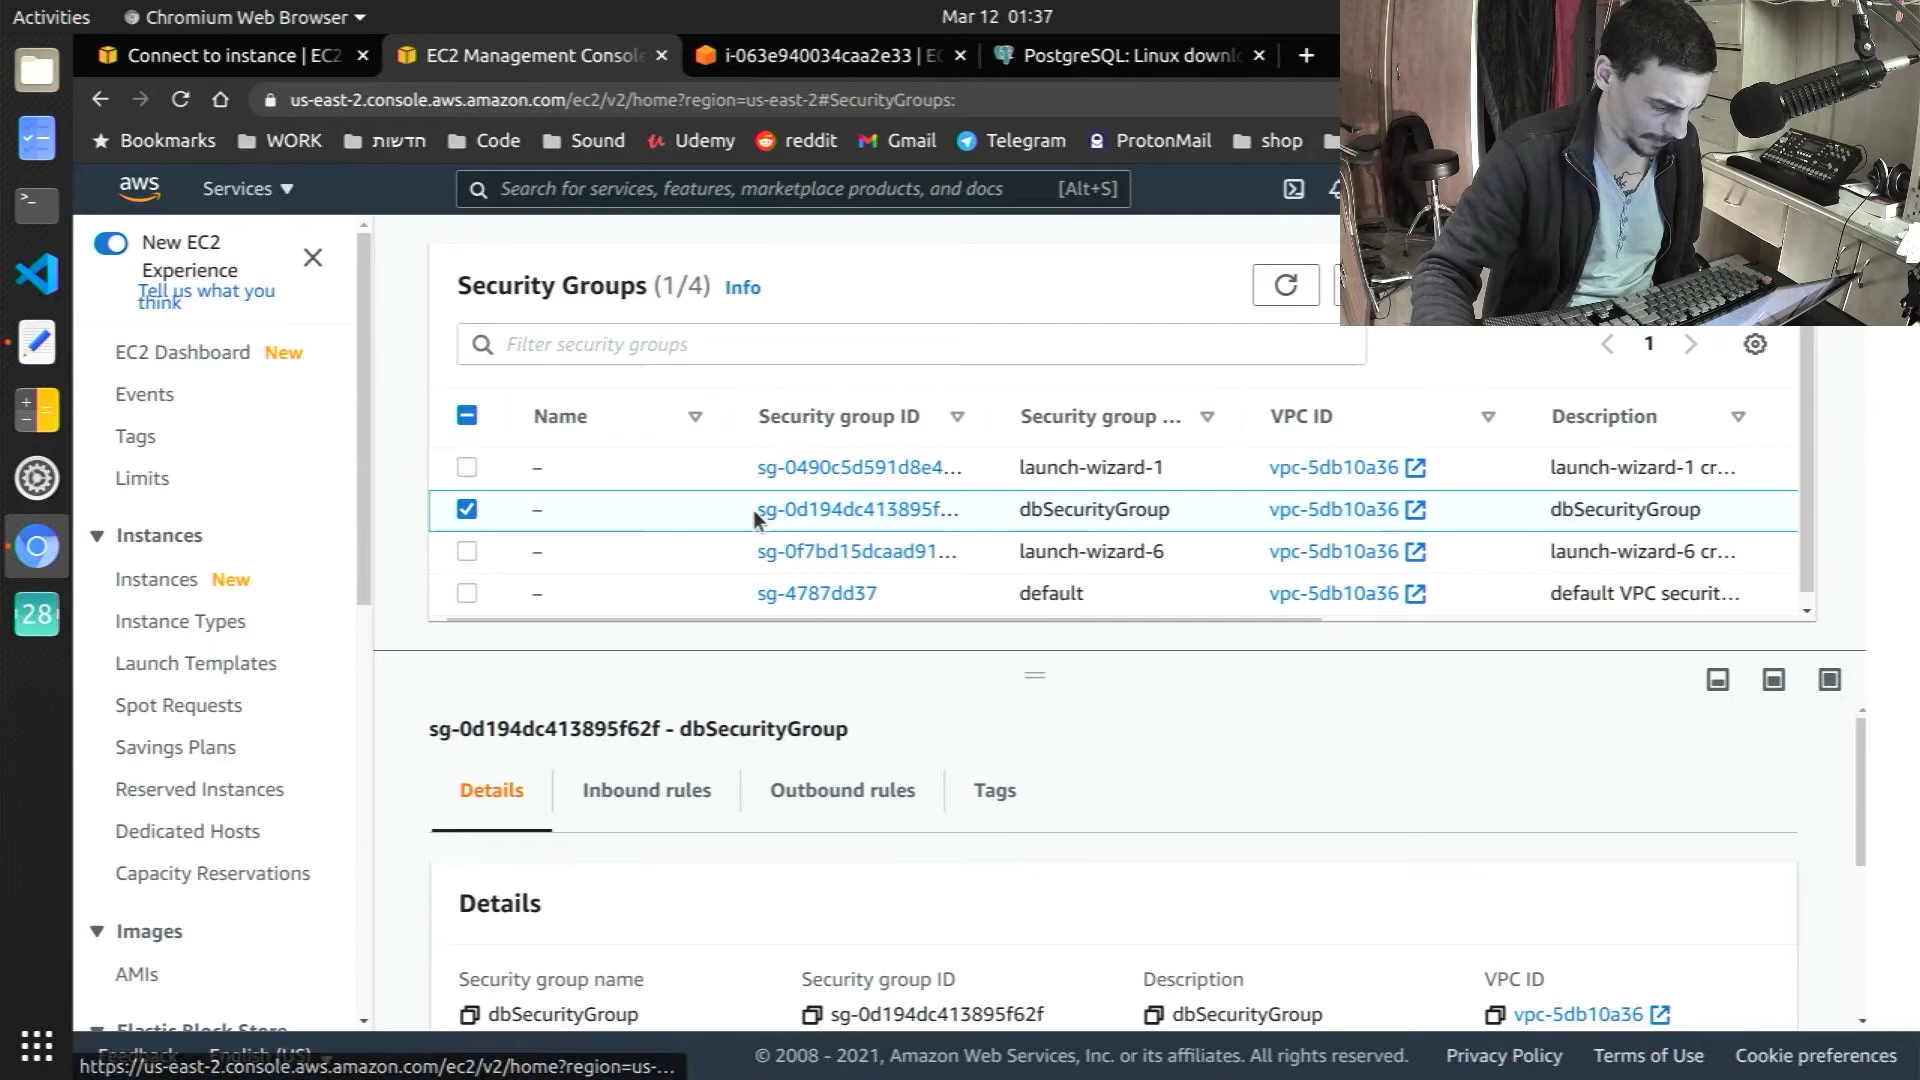 Activities
Chromium Web Browser
Mar 12 01:37
Connect to instance | EC2
EC2 Management Console
i-063e940034caa2e33 | EC
PostgreSQL: Linux downl
us-east-2.console.aws.amazon.com/ec2/v2/home?region=us-east-2#SecurityGroups:
Bookmarks
WORK
חדשות
Code
Sound
Udemy
reddit
Gmail
Telegram
ProtonMail
shop
aws
Services
Search for services, features, marketplace products, and docs
[Alt+S]
New EC2
Experience
Tell us what you
think
EC2 Dashboard New
Events
Tags
Limits
Instances
Instances New
Instance Types
Launch Templates
Spot Requests
Savings Plans
Reserved Instances
Dedicated Hosts
Capacity Reservations
Images
AMIs
Elastic Block Store
28
Security Groups (1/4) Info
Filter security groups
1
Name
Security group ID
Security group ...
VPC ID
Description
– sg-0490c5d591d8e4... launch-wizard-1 vpc-5db10a36 launch-wizard-1 cr...
– sg-0d194dc413895f... dbSecurityGroup vpc-5db10a36 dbSecurityGroup
– sg-0f7bd15dcaad91... launch-wizard-6 vpc-5db10a36 launch-wizard-6 cr...
– sg-4787dd37 default vpc-5db10a36 default VPC securit...
sg-0d194dc413895f62f - dbSecurityGroup
Details
Inbound rules
Outbound rules
Tags
Details
Security group name
Security group ID
Description
VPC ID
dbSecurityGroup
sg-0d194dc413895f62f
dbSecurityGroup
vpc-5db10a36
Feedback English (US)
https://us-east-2.console.aws.amazon.com/ec2/v2/home?region=us-...
© 2008 - 2021, Amazon Web Services, Inc. or its affiliates. All rights reserved.
Privacy Policy
Terms of Use
Cookie preferences